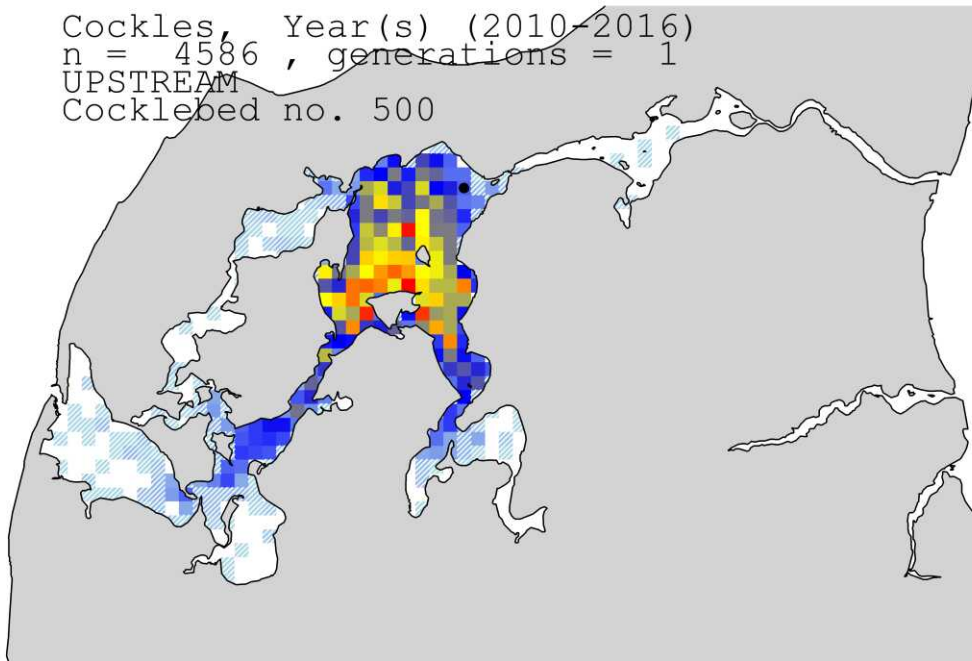 Cockles,  Year(s) (2010-2016)
n =  4586 , generations =  1
UPSTREAM
Cocklebed no. 500